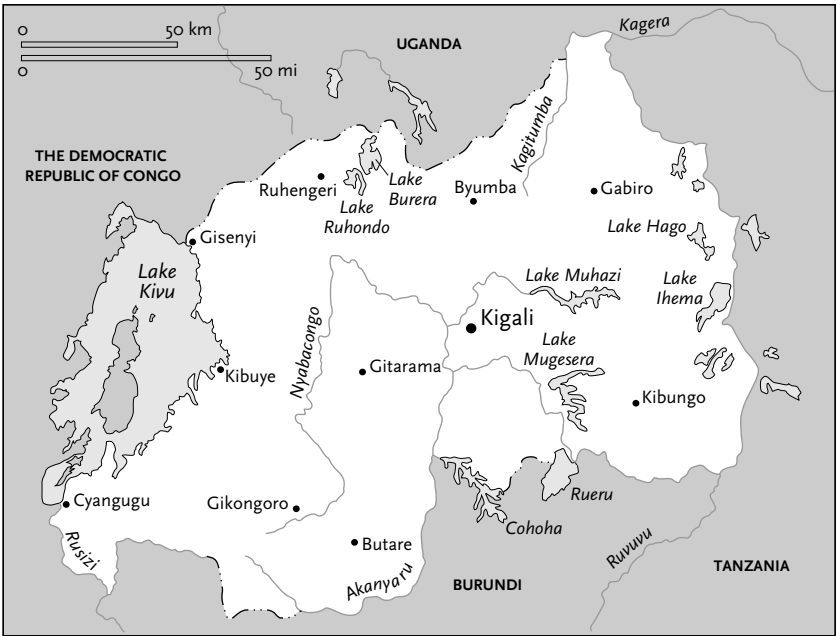 Kagera
0 50 km
0 50 mi
UGANDA
Kagitumba
THE DEMOCRATIC
REPUBLIC OF CONGO
Ruhengeri
Lake
Burera
Byumba
Gabiro
Lake
Ruhondo
Gisenyi
Lake Hago
Lake
Kivu
Lake Muhazi
Lake
Ihema
Nyabacongo
Kigali
Lake
Mugesera
Gitarama
Kibuye
Kibungo
Cyangugu
Gikongoro
Rueru
Cohoha
Rusizi
Butare
Ruvuvu
Akanyaru
BURUNDI
TANZANIA